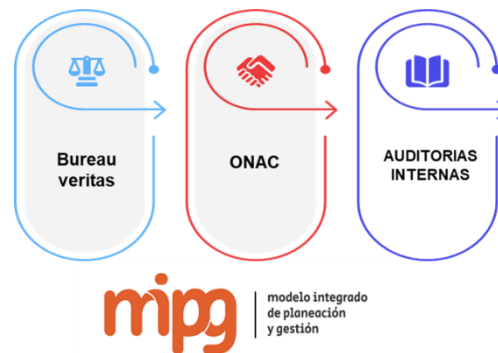 Bureau
veritas
ONAC
AUDITORIAS
INTERNAS
mipg
modelo integrado
de planeación
y gestión